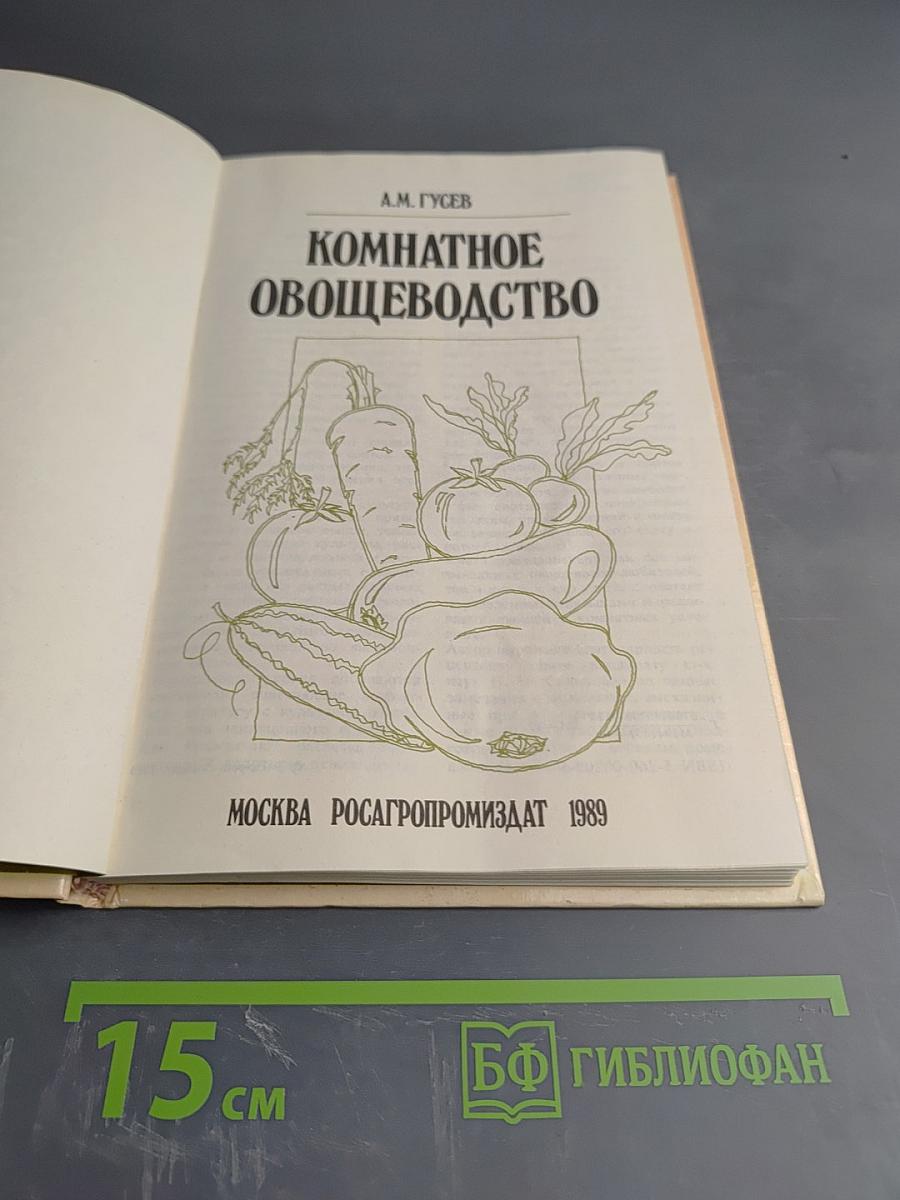 А.М. ГУСЕВ
КОМНАТНОЕ
ОВОЩЕВОДСТВО
МОСКВА РОСАГРОПРОМИЗДАТ 1989
15 см
БФ ГИБЛИОФАН